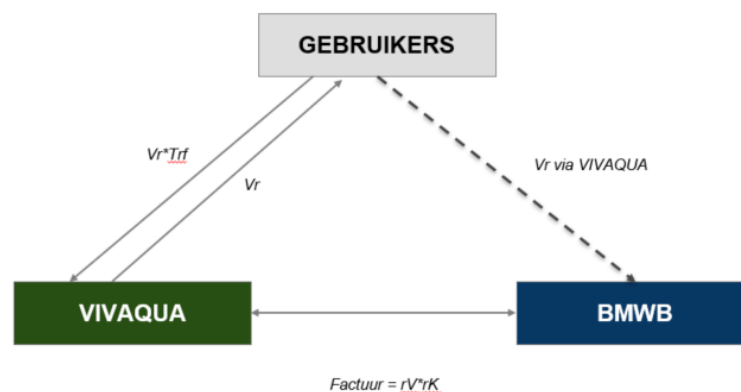 GEBRUIKERS
Vr*Trf
Vr
Vr via VIVAQUA
VIVAQUA
BMWB
Factuur = rV*rK